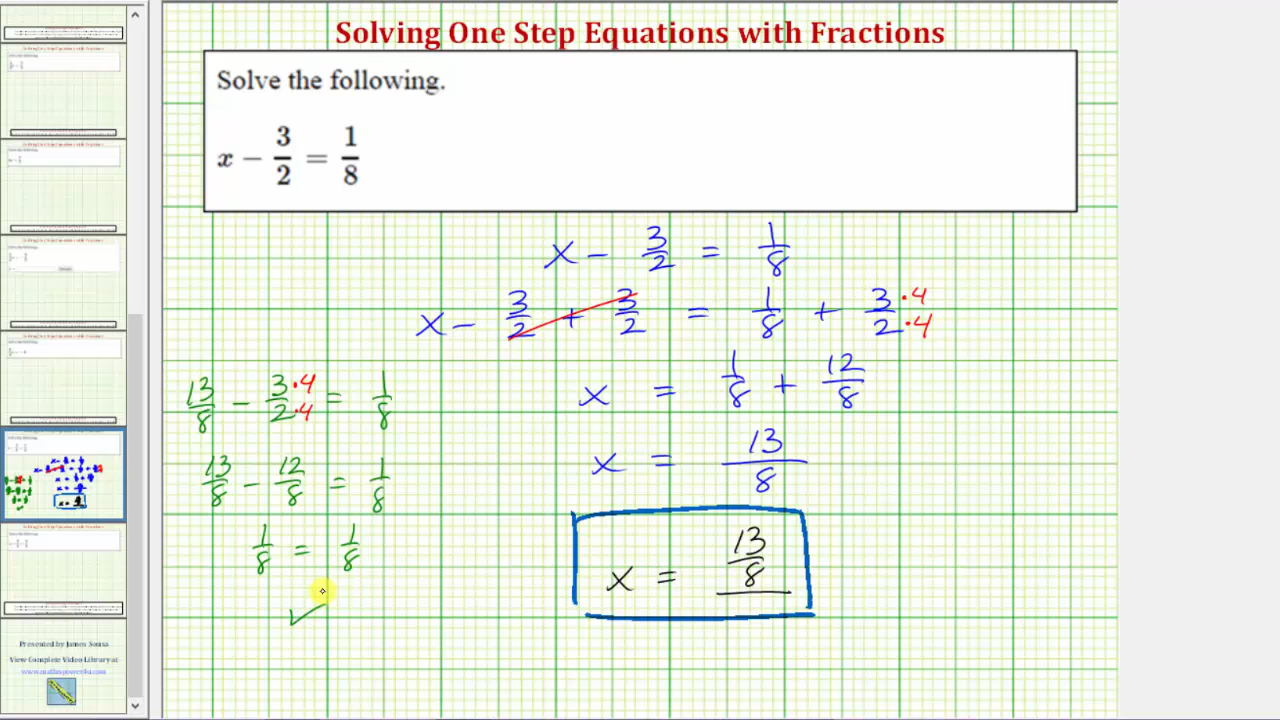 Solving One Step Equations with Fractions
Solve the following.
x − 3/2 = 1/8
x − 3/2 = 1/8
x − 3/2 + 3/2 = 1/8 + 3·4/2·4
x = 1/8 + 12/8
x = 13/8
x = 13/8
13/8 − 3·4/2·4 = 1/8
13/8 − 12/8 = 1/8
1/8 = 1/8
✓
Presented by James Sousa
View Complete Video Library at
www.mathispower4u.com